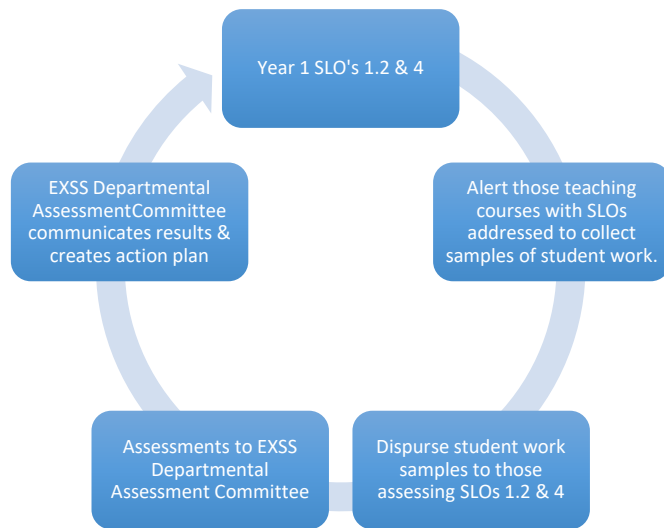 Year 1 SLO's 1.2 & 4
Alert those teaching
courses with SLOs
addressed to collect
samples of student work.
Dispurse student work
samples to those
assessing SLOs 1.2 & 4
Assessments to EXSS
Departmental
Assessment Committee
EXSS Departmental
AssessmentCommittee
communicates results &
creates action plan